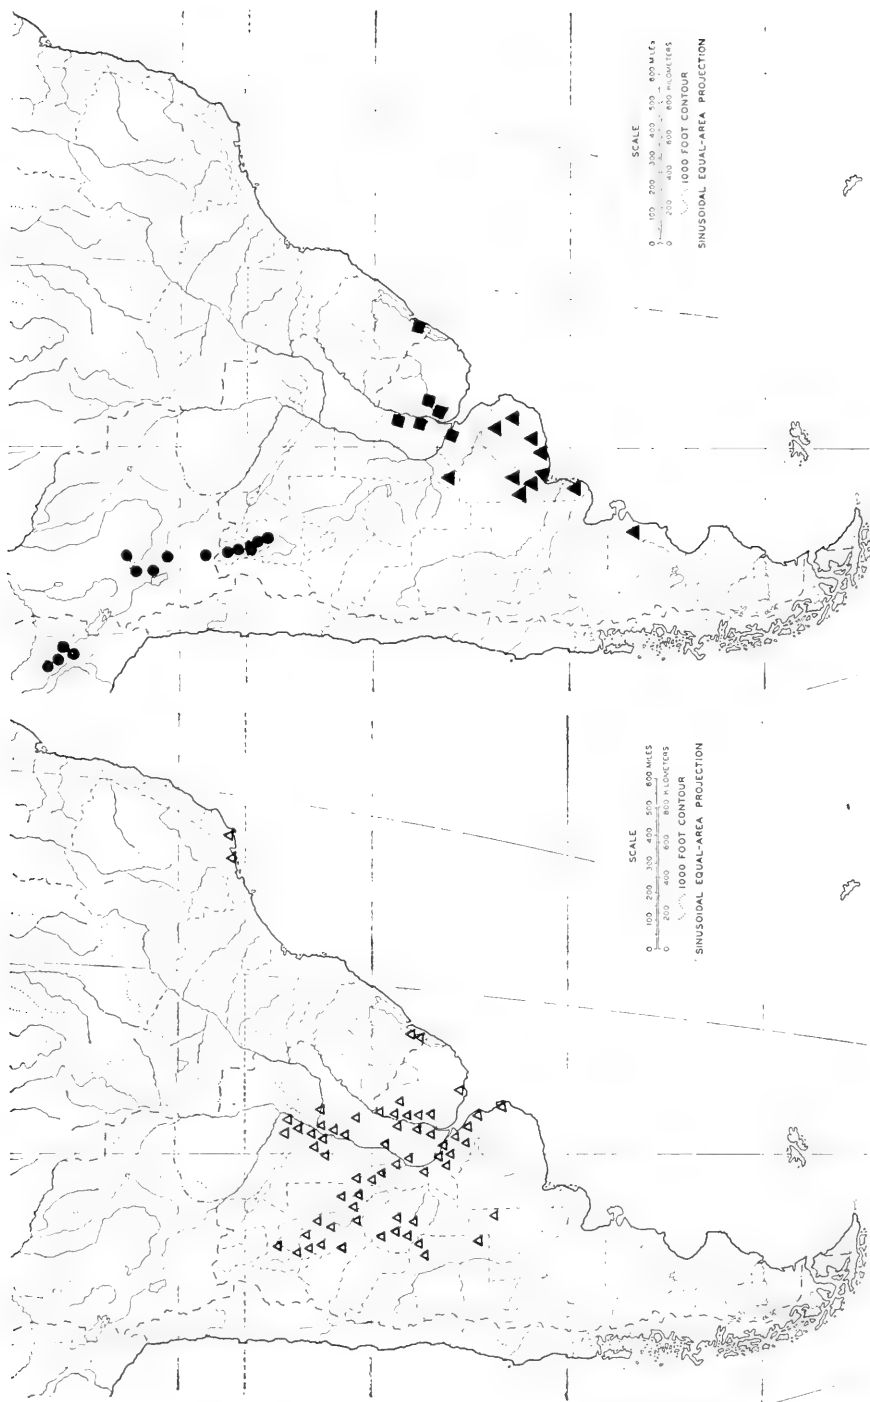 SCALE
0 100 200 300 400 500 600 MILES
0 200 400 600 800 KILOMETERS
1000 FOOT CONTOUR
SINUSOIDAL EQUAL-AREA PROJECTION
SCALE
0 100 200 300 400 500 600 MILES
0 200 400 600 800 KILOMETERS
1000 FOOT CONTOUR
SINUSOIDAL EQUAL-AREA PROJECTION